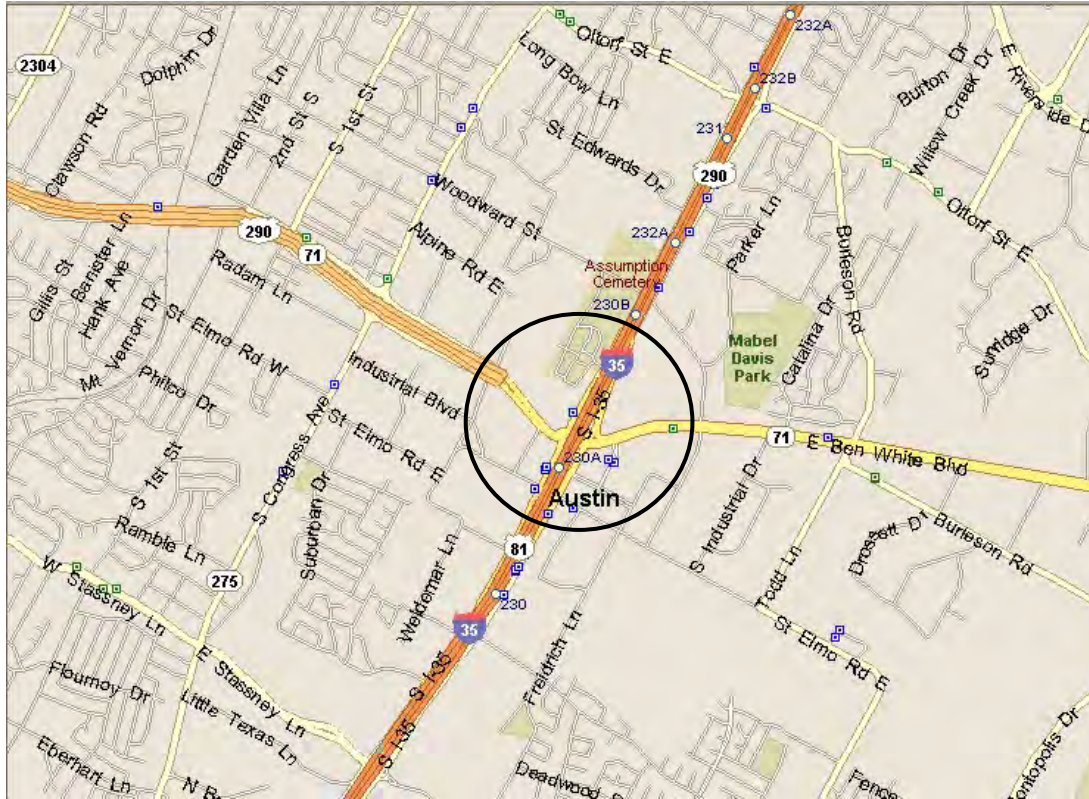 232A
Oltorf St E
2304
Dolphin Dr
Long Bow Ln
232B
Burton Dr
Willow Creek Dr
E Riverside D
Clawson Rd
Garden Villa Ln
2nd St S
S 1st St
St Edwards Dr
231
290
Woodward St
Parker Ln
Oltorf St E
290
71
Banister Ln
Gillis St
Hank Ave
Radam Ln
Alpine Rd E
232A
Assumption
Cemetery
230B
Burleson Rd
Mt Vernon Dr
St Elmo Rd W
Philco Dr
Industrial Blvd
35
S I-35
Mabel
Davis
Park
Catalina Dr
Sunridge Dr
St Elmo Rd E
S Congress Ave
71
E Ben White Blvd
230A
Austin
S 1st St
Suburban Dr
Ramble Ln
W Stassney Ln
275
Weidemar Ln
81
230
35
S Industrial Dr
Todd Ln
Drossett Dr
Burleson Rd
Freidrich Ln
St Elmo Rd E
Flournoy Dr
E Stassney Ln
Little Texas Ln
S I-35
S I-35
Eberhart Ln
Deadwood
Fence
ontopolis Dr